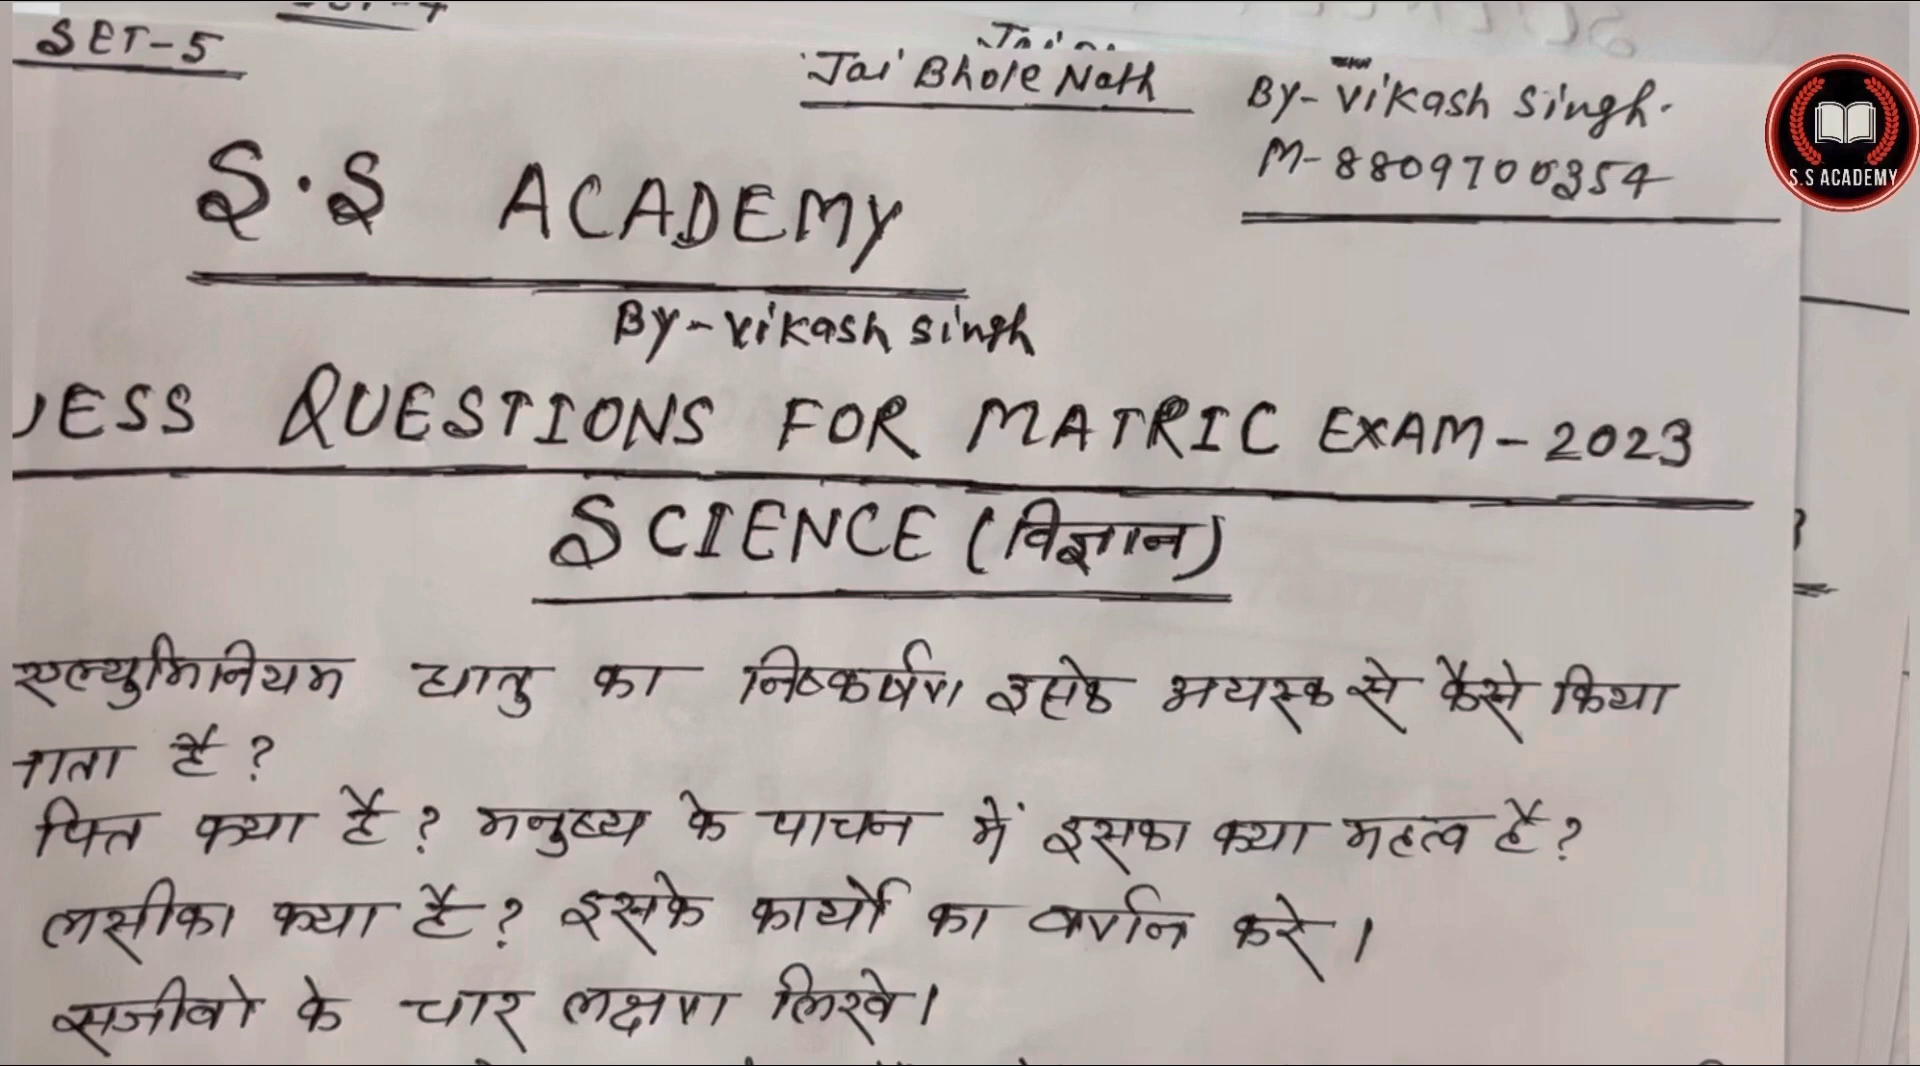 SET-5
Jai Bhole Nath
By- Vikash Singh.
M- 8809700354
S.S ACADEMY
S.S ACADEMY
By-Vikash Singh
ESS QUESTIONS FOR MATRIC EXAM-2023
SCIENCE (विज्ञान)
एल्युमिनियम धातु का निष्कर्षण इसके अयस्क से कैसे किया
है?
पित्त क्या है? मनुष्य के पाचन में इसका क्या महत्व है?
लसीका क्या है? इसके कार्यों का वर्णन करे।
सजीवो के चार लक्षण लिखे।